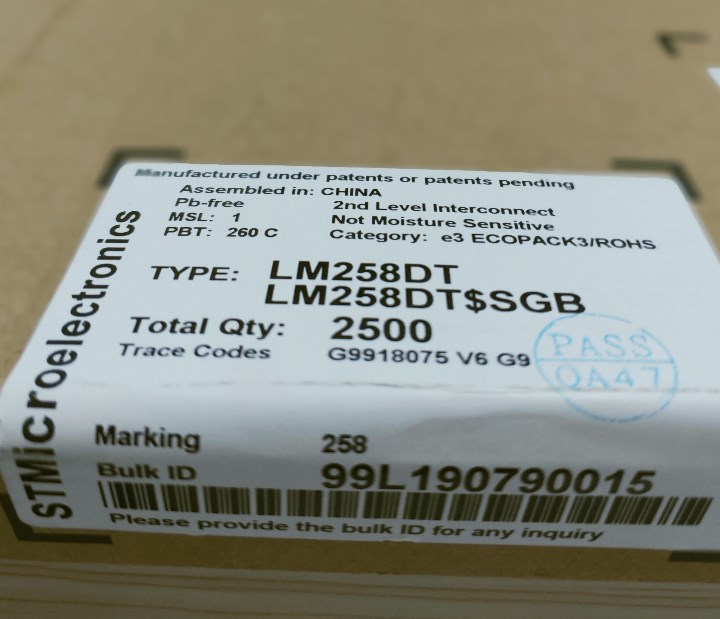 Manufactured under patents or patents pending
Assembled in: CHINA
Pb-free 2nd Level Interconnect
MSL: 1 Not Moisture Sensitive
PBT: 260 C Category: e3 ECOPACK3/ROHS
TYPE: LM258DT
LM258DT$SGB
Total Qty: 2500
Trace Codes G9918075 V6 G9
PASS
QA47
Marking 258
Bulk ID 99L190790015
Please provide the bulk ID for any inquiry
STMicroelectronics